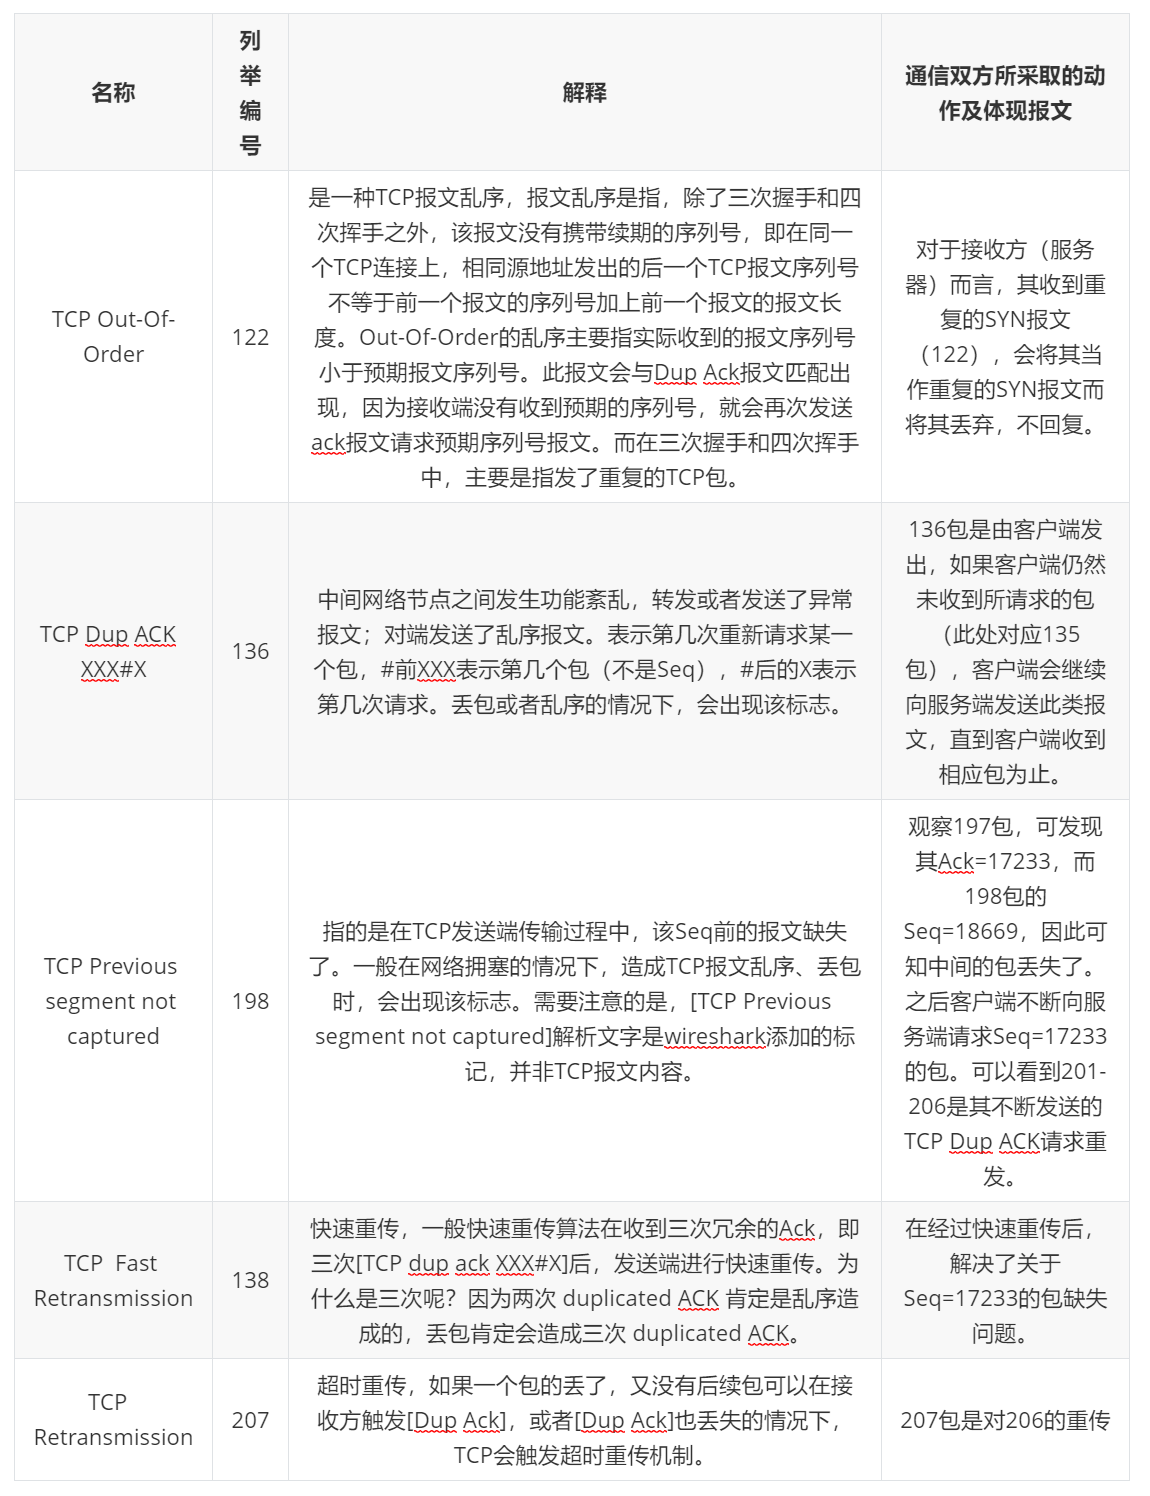 名称
列
举
编
号
解释
通信双方所采取的动
作及体现报文
TCP Out-Of-
Order
122
是一种TCP报文乱序，报文乱序是指，除了三次握手和四
次挥手之外，该报文没有携带续期的序列号，即在同一
个TCP连接上，相同源地址发出的后一个TCP报文序列号
不等于前一个报文的序列号加上前一个报文的报文长
度。Out-Of-Order的乱序主要指实际收到的报文序列号
小于预期报文序列号。此报文会与Dup Ack报文匹配出
现，因为接收端没有收到预期的序列号，就会再次发送
ack报文请求预期序列号报文。而在三次握手和四次挥手
中，主要是指发了重复的TCP包。
对于接收方（服务
器）而言，其收到重
复的SYN报文
（122），会将其当
作重复的SYN报文而
将其丢弃，不回复。
TCP Dup ACK
XXX#X
136
中间网络节点之间发生功能紊乱，转发或者发送了异常
报文；对端发送了乱序报文。表示第几次重新请求某一
个包，#前XXX表示第几个包（不是Seq），#后的X表示
第几次请求。丢包或者乱序的情况下，会出现该标志。
136包是由客户端发
出，如果客户端仍然
未收到所请求的包
（此处对应135
包），客户端会继续
向服务端发送此类报
文，直到客户端收到
相应包为止。
TCP Previous
segment not
captured
198
指的是在TCP发送端传输过程中，该Seq前的报文缺失
了。一般在网络拥塞的情况下，造成TCP报文乱序、丢包
时，会出现该标志。需要注意的是，[TCP Previous
segment not captured]解析文字是wireshark添加的标
记，并非TCP报文内容。
观察197包，可发现
其Ack=17233，而
198包的
Seq=18669，因此可
知中间的包丢失了。
之后客户端不断向服
务端请求Seq=17233
的包。可以看到201-
206是其不断发送的
TCP Dup ACK请求重
发。
TCP  Fast
Retransmission
138
快速重传，一般快速重传算法在收到三次冗余的Ack，即
三次[TCP dup ack XXX#X]后，发送端进行快速重传。为
什么是三次呢？因为两次 duplicated ACK 肯定是乱序造
成的，丢包肯定会造成三次 duplicated ACK。
在经过快速重传后，
解决了关于
Seq=17233的包缺失
问题。
TCP
Retransmission
207
超时重传，如果一个包的丢了，又没有后续包可以在接
收方触发[Dup Ack]，或者[Dup Ack]也丢失的情况下，
TCP会触发超时重传机制。
207包是对206的重传